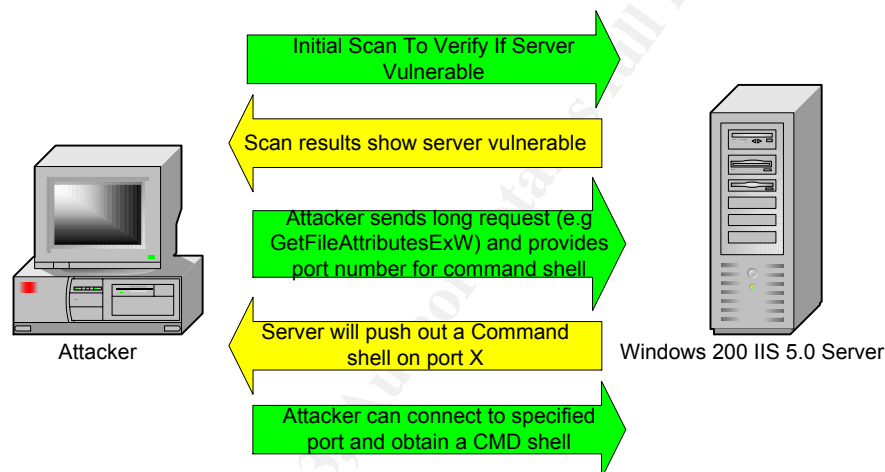 Initial Scan To Verify If Server
Vulnerable
Scan results show server vulnerable
Attacker sends long request (e.g
GetFileAttributesExW) and provides
port number for command shell
Server will push out a Command
shell on port X
Attacker can connect to specified
port and obtain a CMD shell
Attacker
Windows 200 IIS 5.0 Server